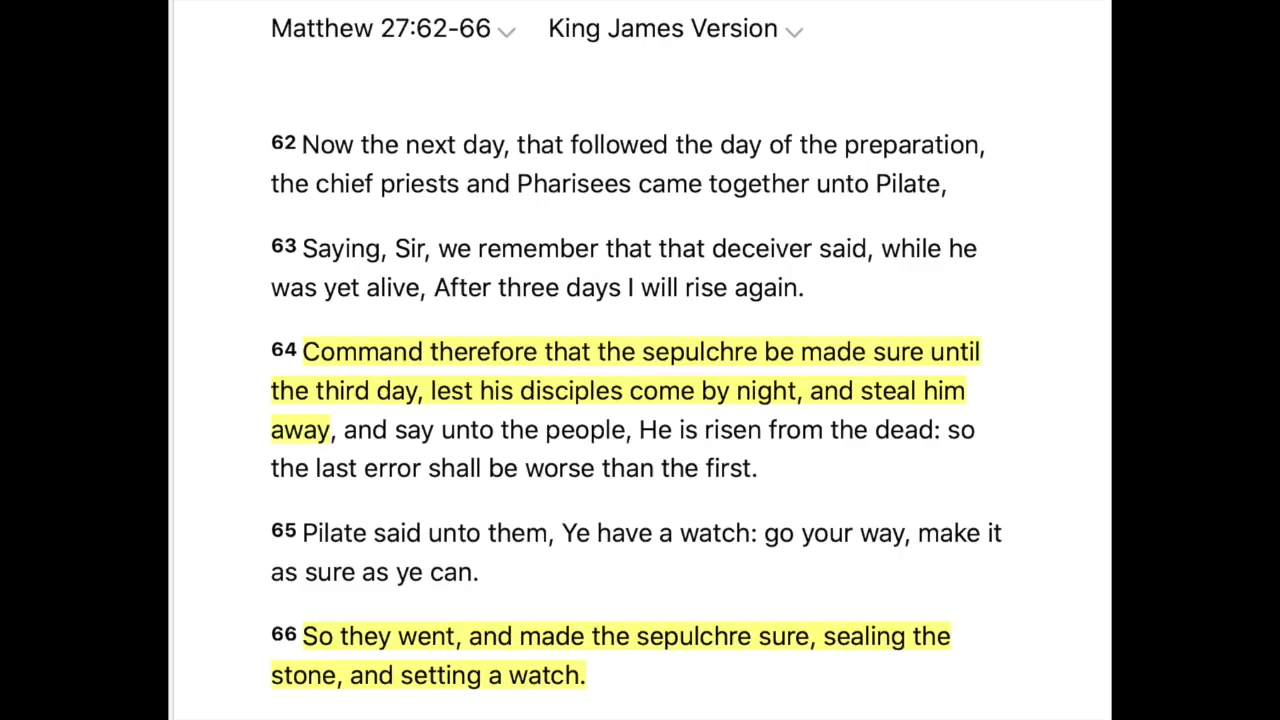 Matthew 27:62-66 King James Version
62 Now the next day, that followed the day of the preparation,
the chief priests and Pharisees came together unto Pilate,
63 Saying, Sir, we remember that that deceiver said, while he
was yet alive, After three days I will rise again.
64 Command therefore that the sepulchre be made sure until
the third day, lest his disciples come by night, and steal him
away, and say unto the people, He is risen from the dead: so
the last error shall be worse than the first.
65 Pilate said unto them, Ye have a watch: go your way, make it
as sure as ye can.
66 So they went, and made the sepulchre sure, sealing the
stone, and setting a watch.